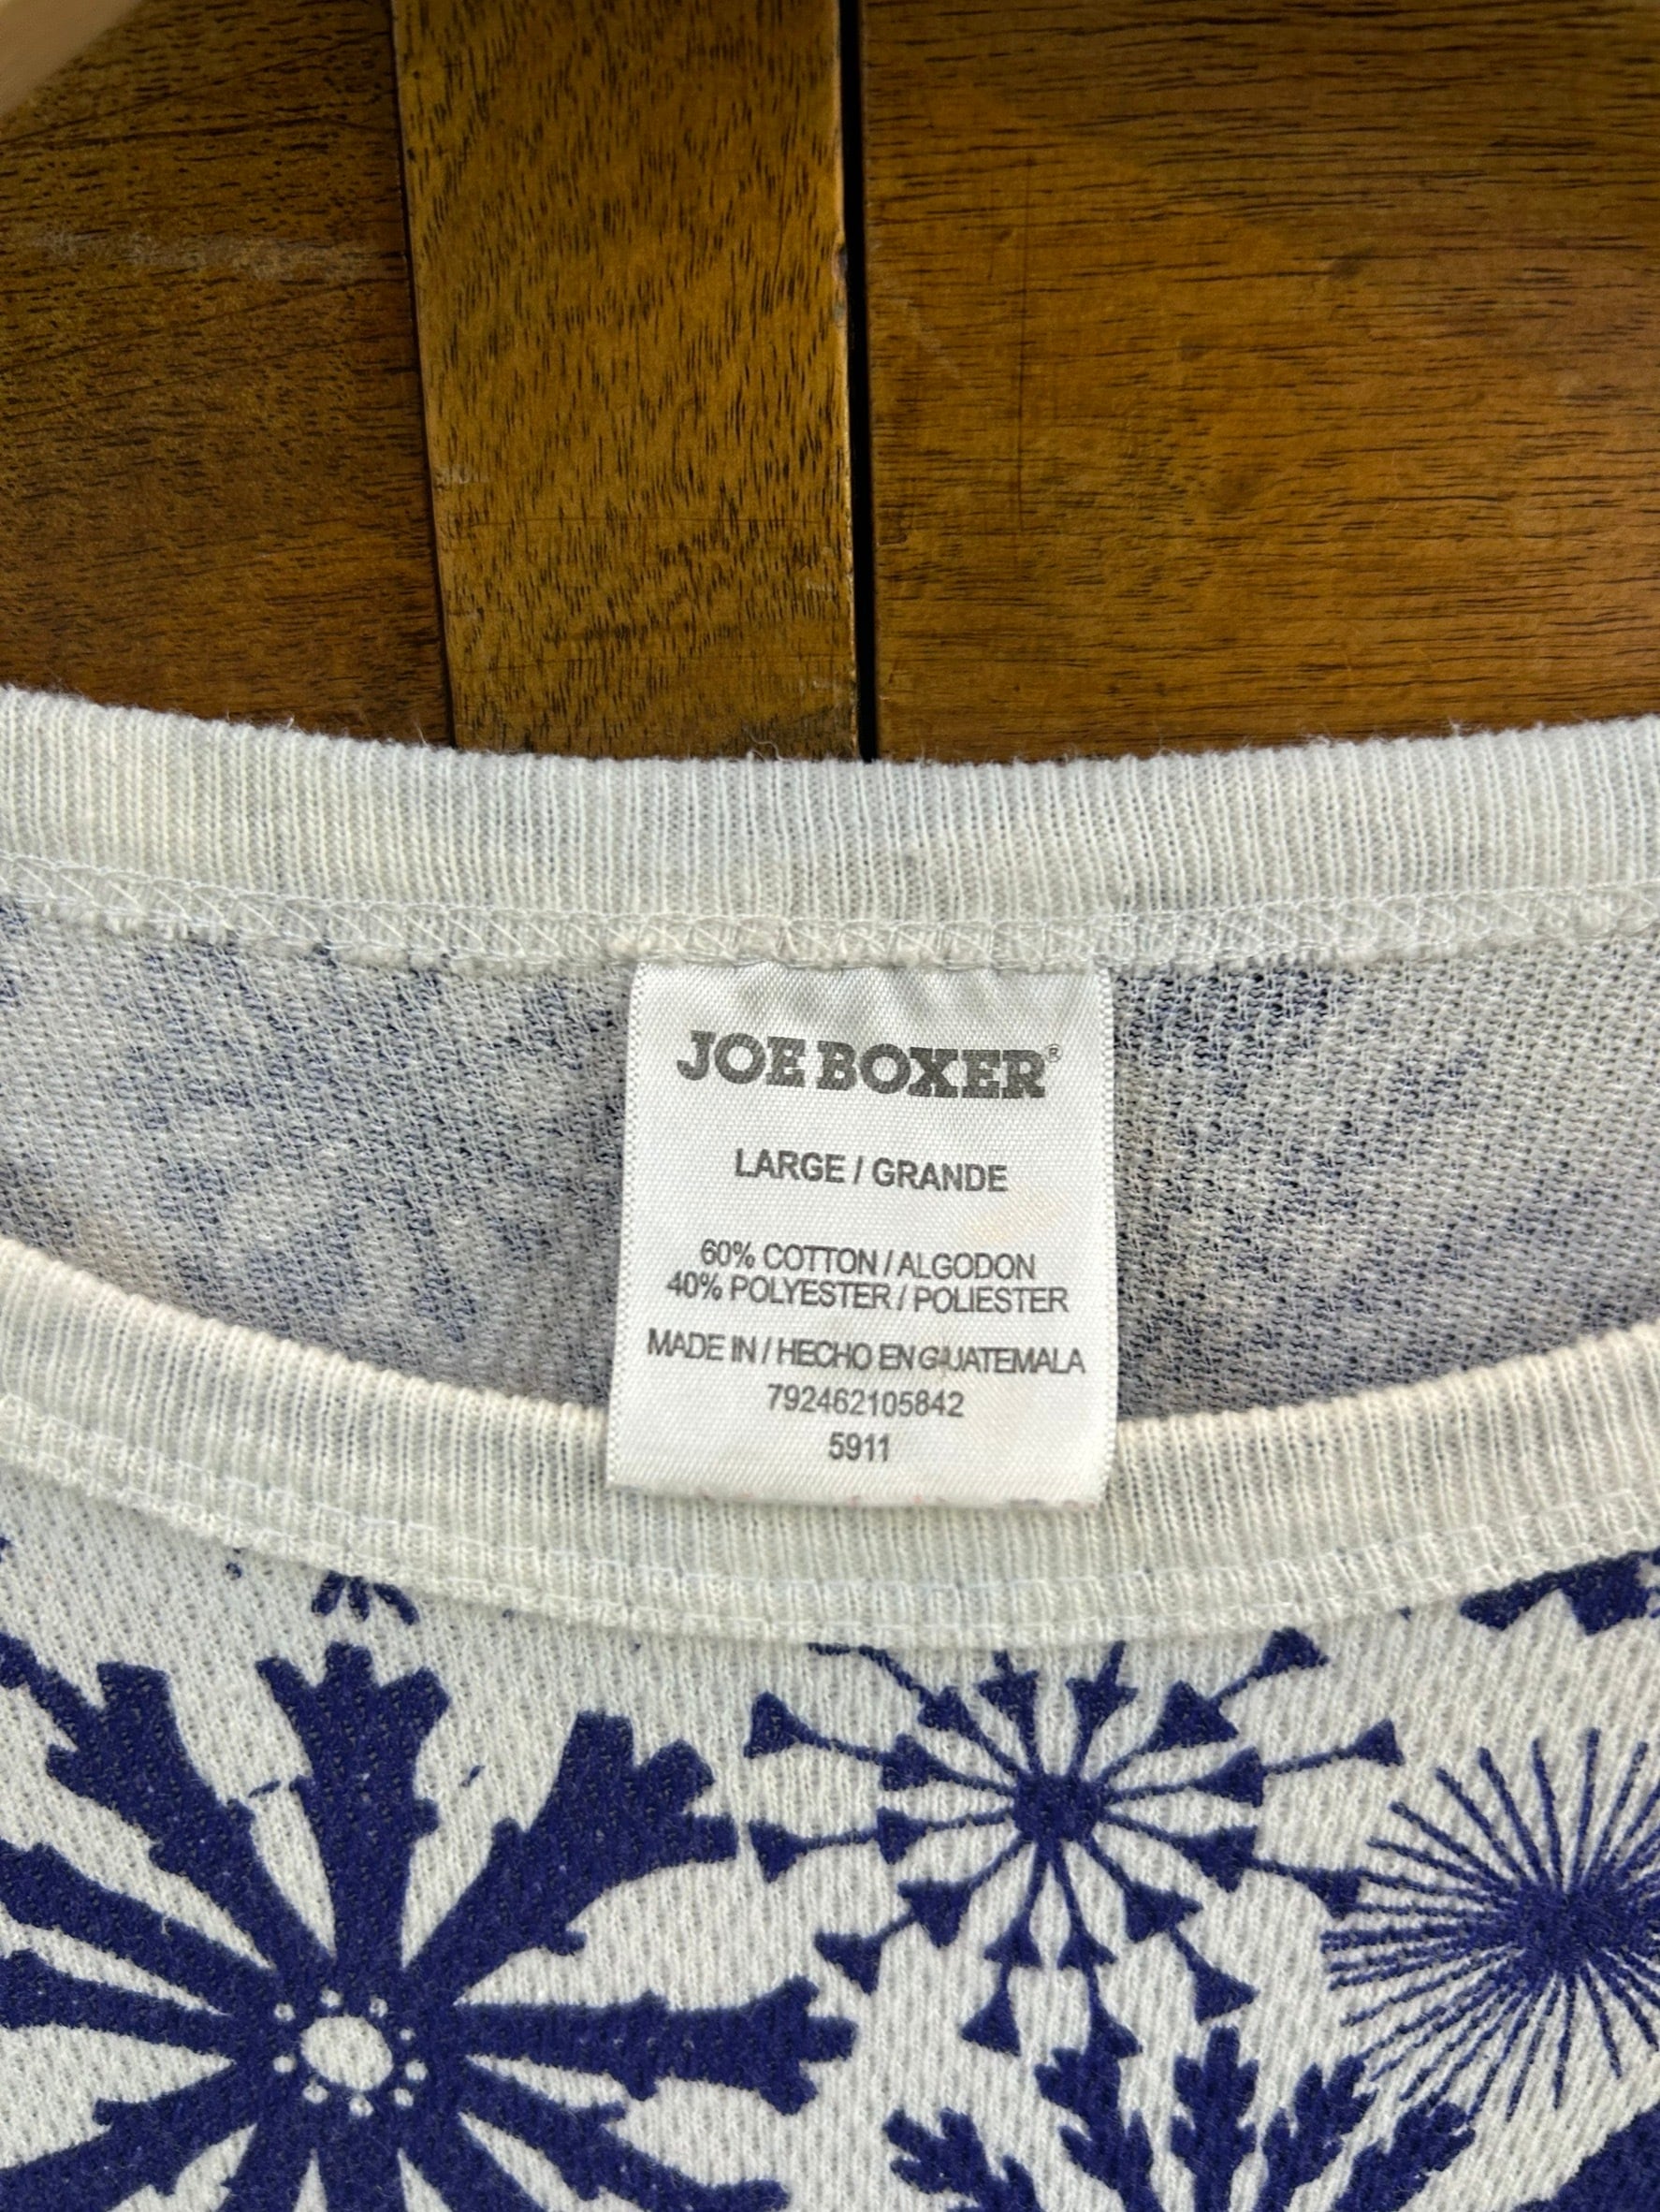 JOE BOXER®
LARGE / GRANDE
60% COTTON / ALGODON
40% POLYESTER / POLIESTER
MADE IN / HECHO EN GUATEMALA
792462105842
5911